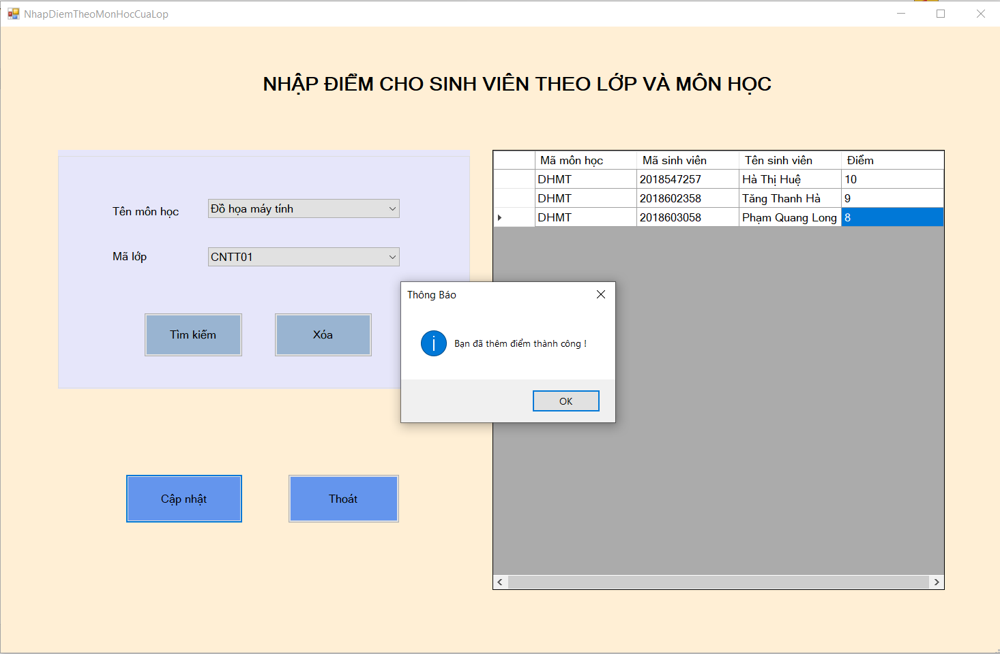 NhapDiemTheoMonHocCuaLop
NHẬP ĐIỂM CHO SINH VIÊN THEO LỚP VÀ MÔN HỌC
Tên môn học
Đồ họa máy tính
Mã lớp
CNTT01
Tìm kiếm
Xóa
Mã môn học Mã sinh viên Tên sinh viên Điểm
DHMT 2018547257 Hà Thị Huệ 10
DHMT 2018602358 Tăng Thanh Hà 9
DHMT 2018603058 Phạm Quang Long 8
Thông Báo
Bạn đã thêm điểm thành công !
OK
Cập nhật
Thoát